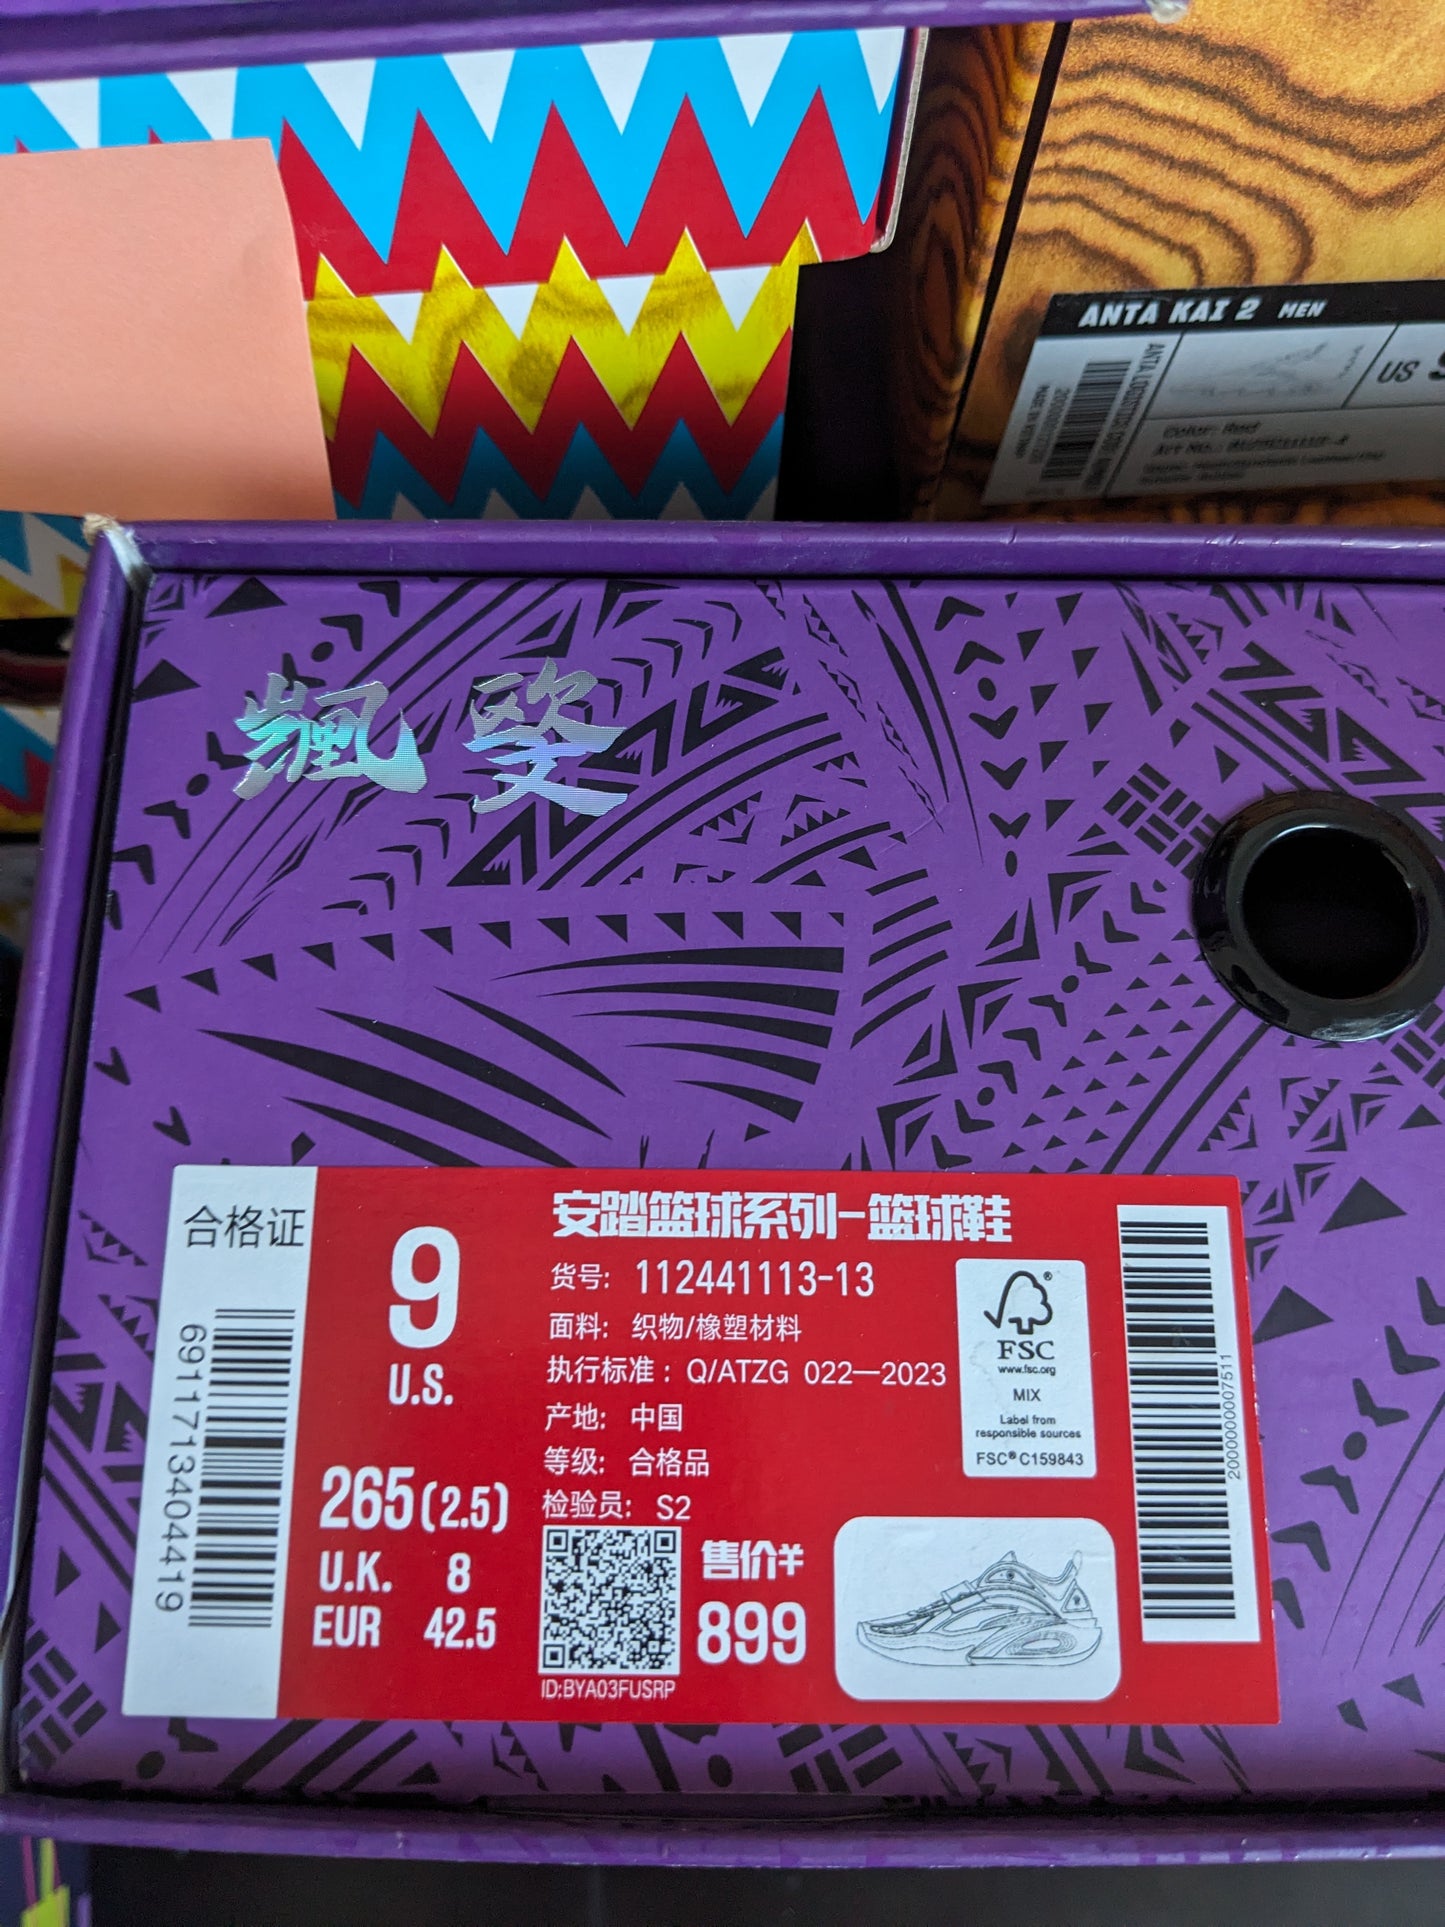 ANTA KAI 2 MEN
US
Color: Red
合格证
6911713404419
9
U.S.
265(2.5)
U.K. 8
EUR 42.5
安踏篮球系列-篮球鞋
货号: 112441113-13
面料: 织物/橡塑材料
执行标准: Q/ATZG 022—2023
产地: 中国
等级: 合格品
检验员: S2
ID:BYA03FUSRP
售价¥
899
FSC
®
www.fsc.org
MIX
Label from
responsible sources
FSC® C159843
2000000007511